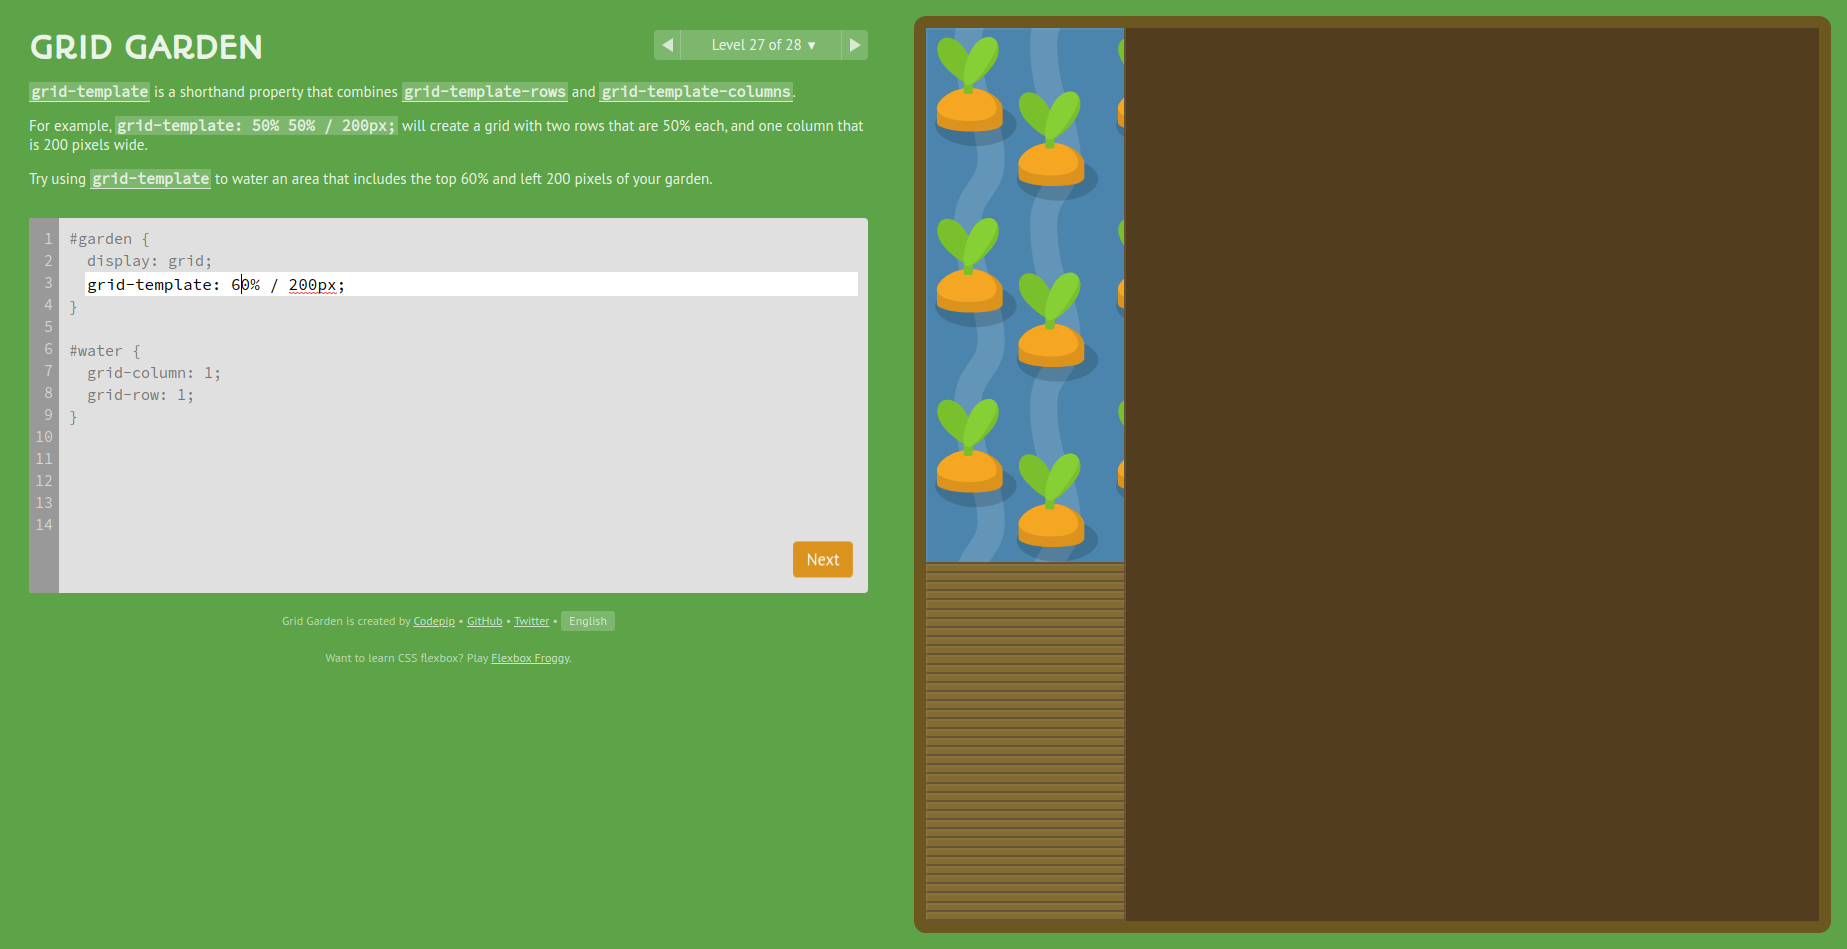 GRID GARDEN
◀ Level 27 of 28 ▼ ▶
grid-template is a shorthand property that combines grid-template-rows and grid-template-columns.
For example, grid-template: 50% 50% / 200px; will create a grid with two rows that are 50% each, and one column that
is 200 pixels wide.
Try using grid-template to water an area that includes the top 60% and left 200 pixels of your garden.
1 #garden {
2 display: grid;
3 grid-template: 60% / 200px;
4 }
5
6 #water {
7 grid-column: 1;
8 grid-row: 1;
9 }
10
11
12
13
14
Next
Grid Garden is created by Codepip • GitHub • Twitter • English
Want to learn CSS flexbox? Play Flexbox Froggy.